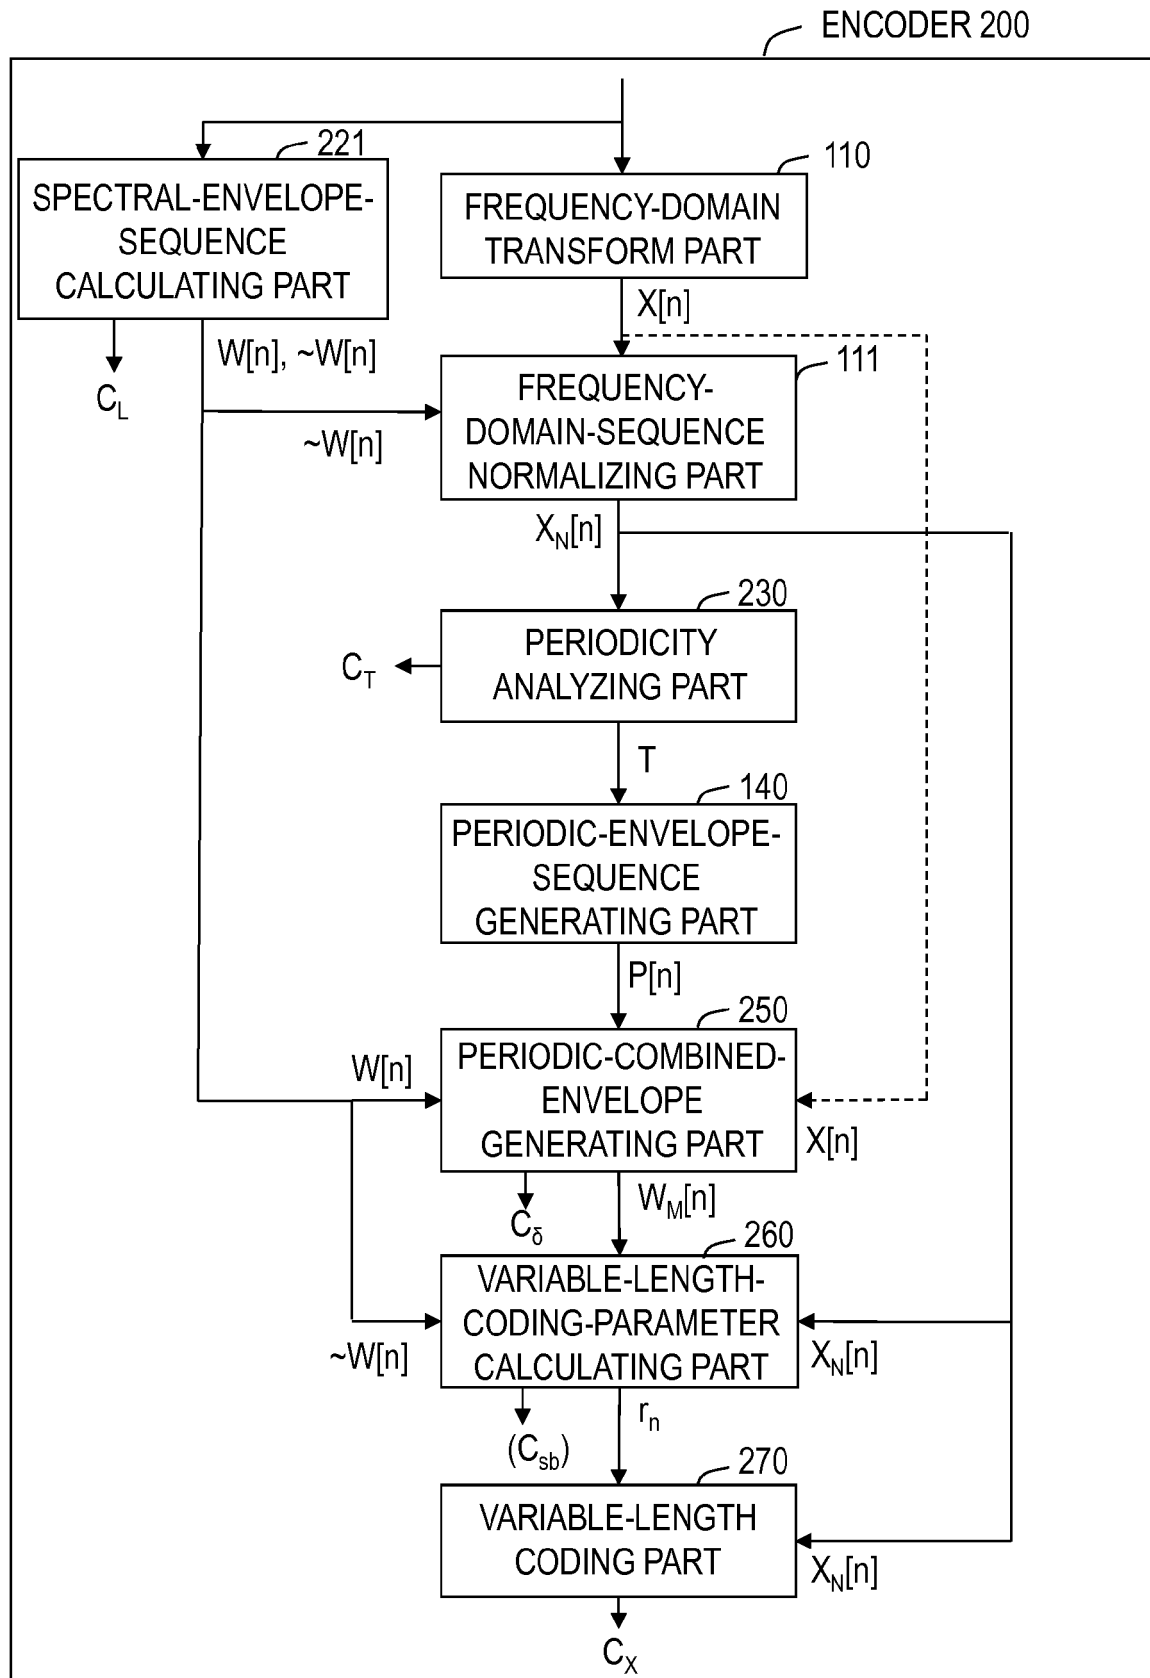 ENCODER 200
221
SPECTRAL-ENVELOPE-
SEQUENCE
CALCULATING PART
110
FREQUENCY-DOMAIN
TRANSFORM PART
X[n]
W[n], ~W[n]
C_L
~W[n]
111
FREQUENCY-
DOMAIN-SEQUENCE
NORMALIZING PART
X_N[n]
230
PERIODICITY
ANALYZING PART
C_T
T
140
PERIODIC-ENVELOPE-
SEQUENCE
GENERATING PART
P[n]
250
PERIODIC-COMBINED-
ENVELOPE
GENERATING PART
W[n]
X[n]
C_δ
W_M[n]
260
VARIABLE-LENGTH-
CODING-PARAMETER
CALCULATING PART
~W[n]
X_N[n]
(C_sb)
r_n
270
VARIABLE-LENGTH
CODING PART
X_N[n]
C_X